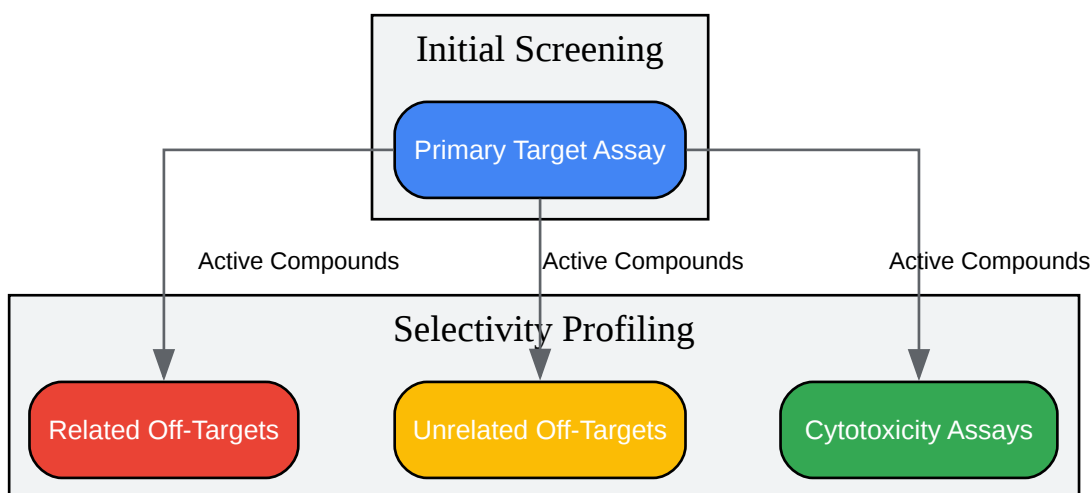 Initial Screening
Primary Target Assay
Active Compounds
Active Compounds
Active Compounds
Selectivity Profiling
Related Off-Targets
Unrelated Off-Targets
Cytotoxicity Assays